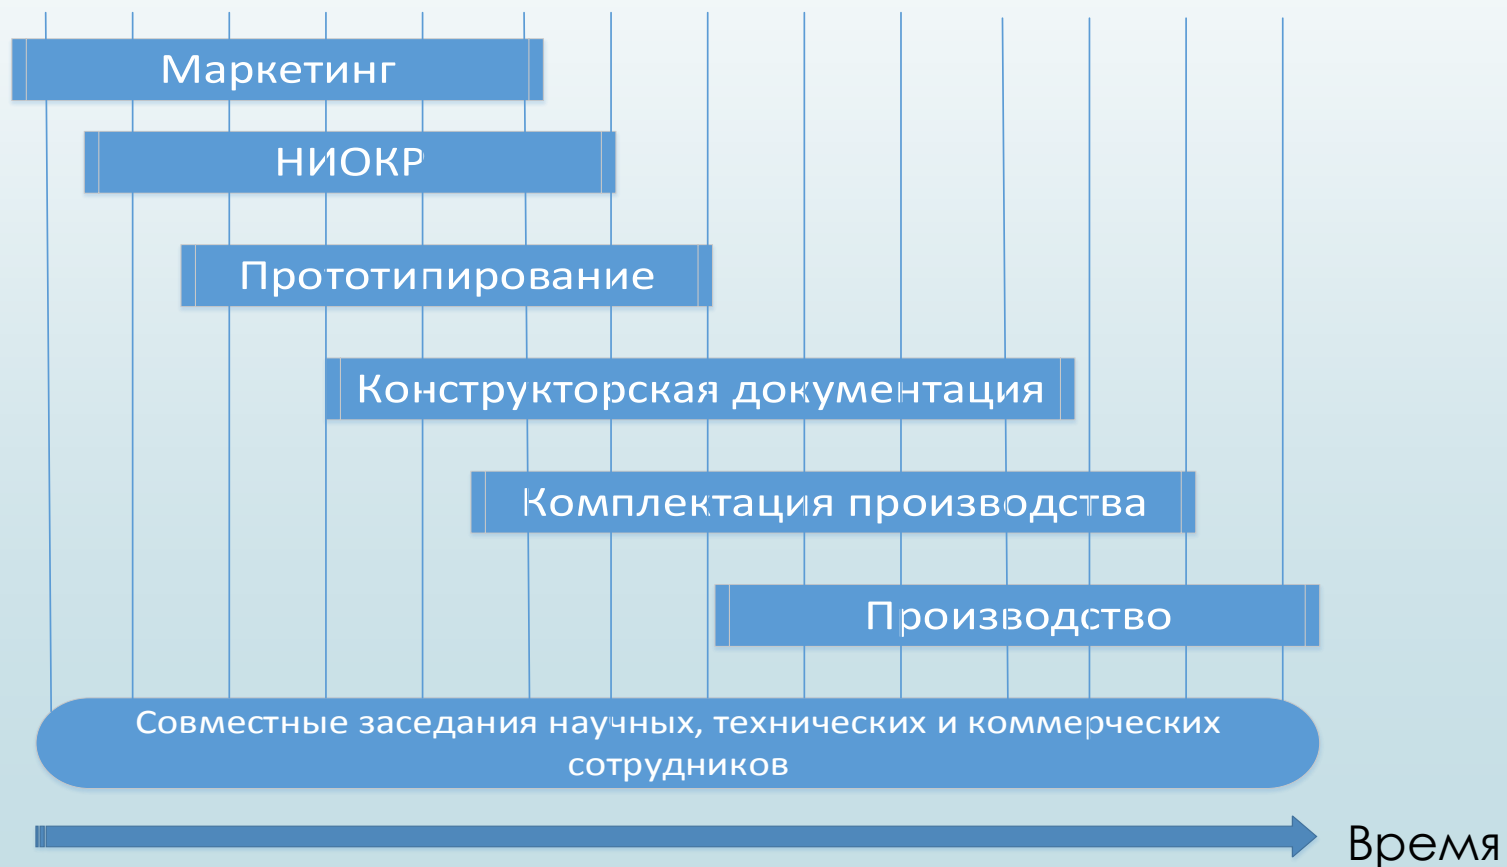 Маркетинг
НИОКР
Прототипирование
Конструкторская документация
Комплектация производства
Производство
Совместные заседания научных, технических и коммерческих
сотрудников
Время